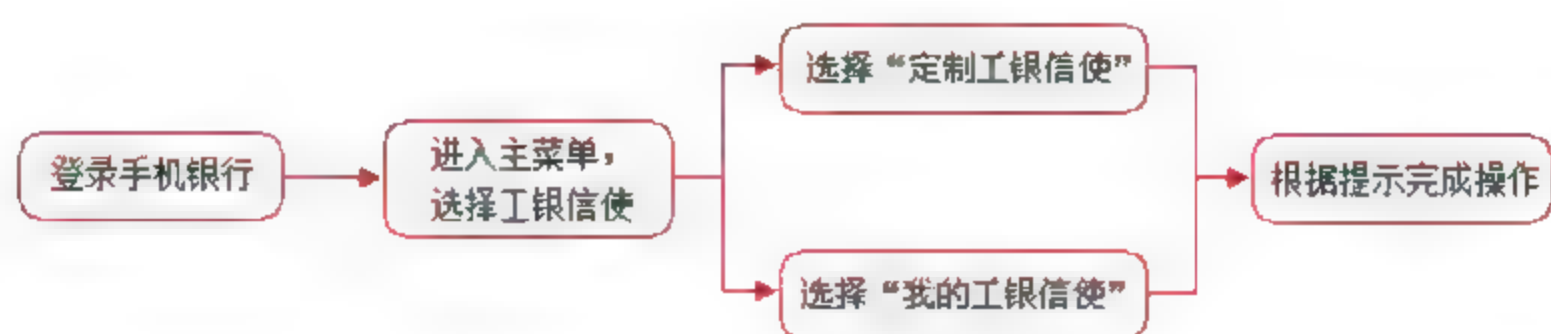 登录手机银行
进入主菜单，
选择工银信使
选择“定制工银信使”
选择“我的工银信使”
根据提示完成操作